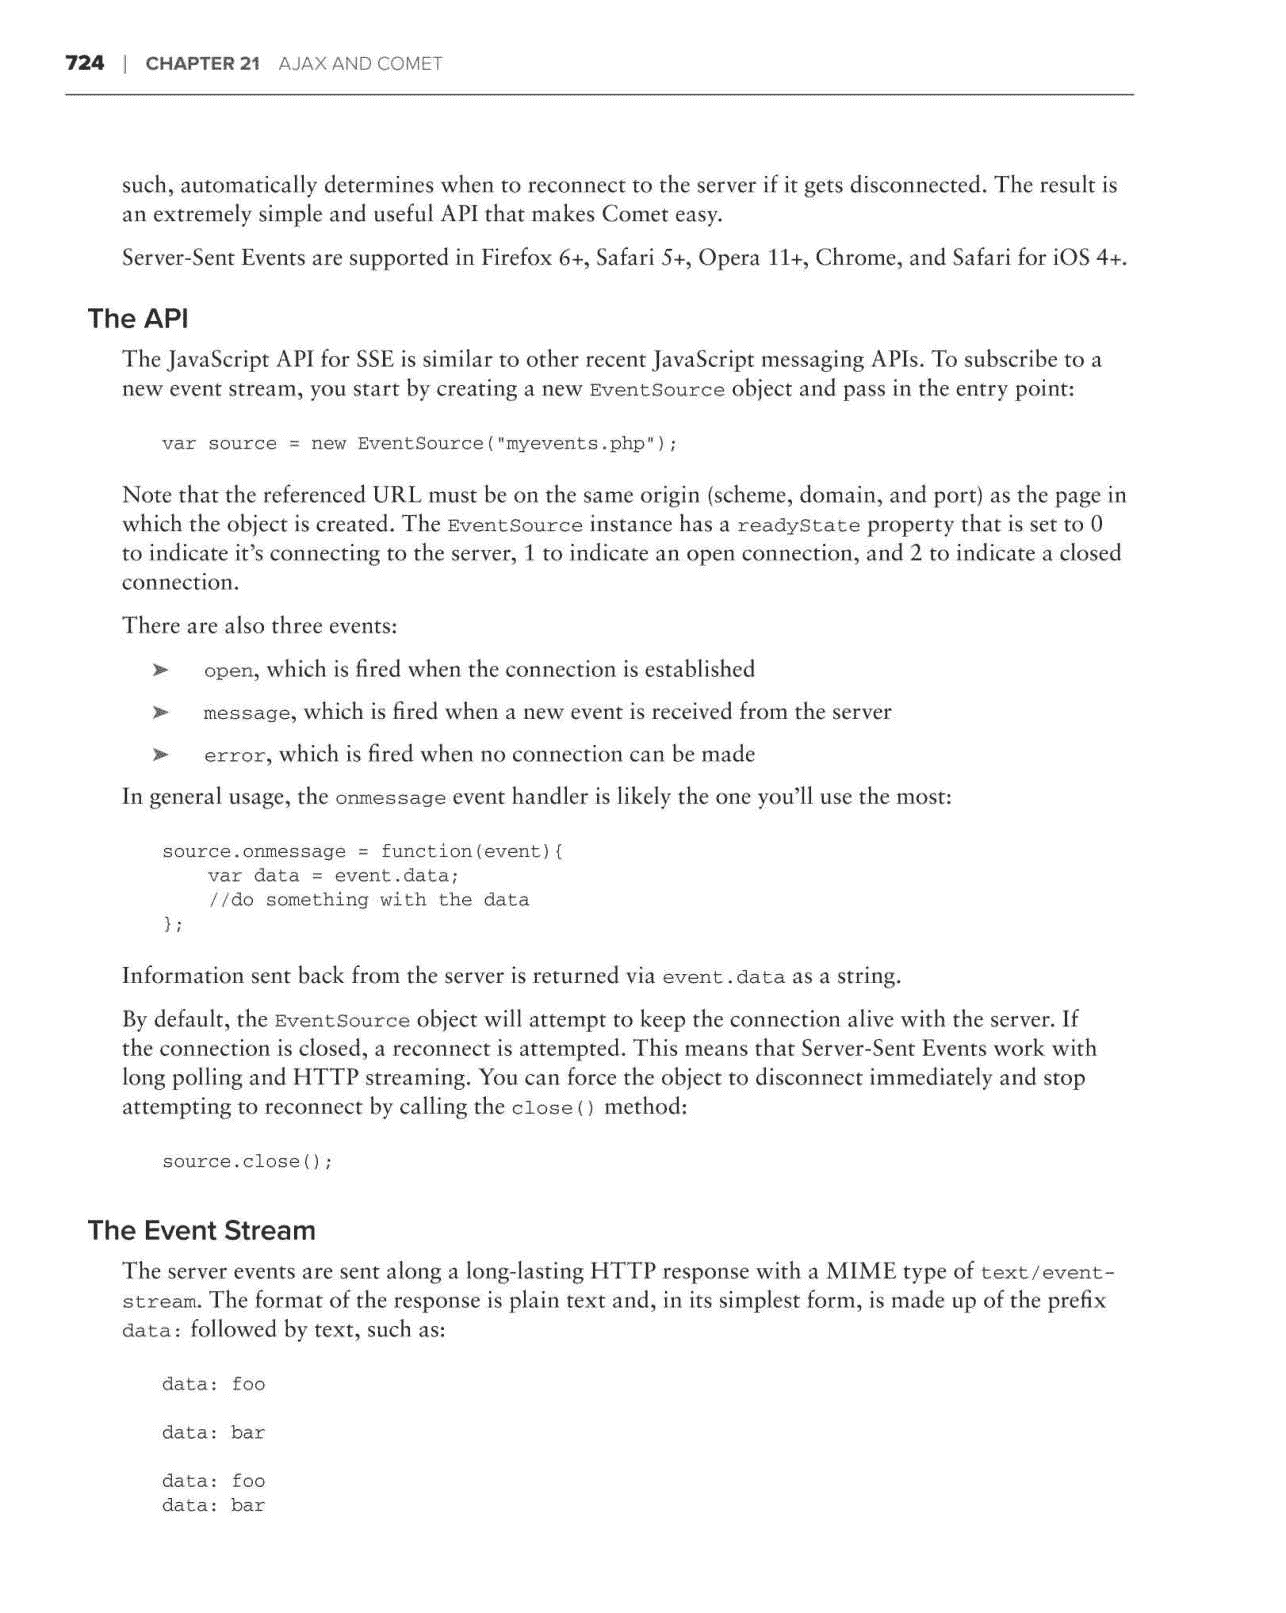 724 | CHAPTER 21 AJAX AND COMET
such, automatically determines when to reconnect to the server if it gets disconnected. The result is
an extremely simple and useful API that makes Comet easy.
Server-Sent Events are supported in Firefox 6+, Safari 5+, Opera 11+, Chrome, and Safari for iOS 4+.
The API
The JavaScript API for SSE is similar to other recent JavaScript messaging APIs. To subscribe to a
new event stream, you start by creating a new EventSource object and pass in the entry point:
var source = new EventSource("myevents.php");
Note that the referenced URL must be on the same origin (scheme, domain, and port) as the page in
which the object is created. The EventSource instance has a readyState property that is set to 0
to indicate it’s connecting to the server, 1 to indicate an open connection, and 2 to indicate a closed
connection.
There are also three events:
➤ open, which is fired when the connection is established
➤ message, which is fired when a new event is received from the server
➤ error, which is fired when no connection can be made
In general usage, the onmessage event handler is likely the one you’ll use the most:
source.onmessage = function(event){
    var data = event.data;
    //do something with the data
};
Information sent back from the server is returned via event.data as a string.
By default, the EventSource object will attempt to keep the connection alive with the server. If
the connection is closed, a reconnect is attempted. This means that Server-Sent Events work with
long polling and HTTP streaming. You can force the object to disconnect immediately and stop
attempting to reconnect by calling the close() method:
source.close();
The Event Stream
The server events are sent along a long-lasting HTTP response with a MIME type of text/event-
stream. The format of the response is plain text and, in its simplest form, is made up of the prefix
data: followed by text, such as:
data: foo
data: bar
data: foo
data: bar